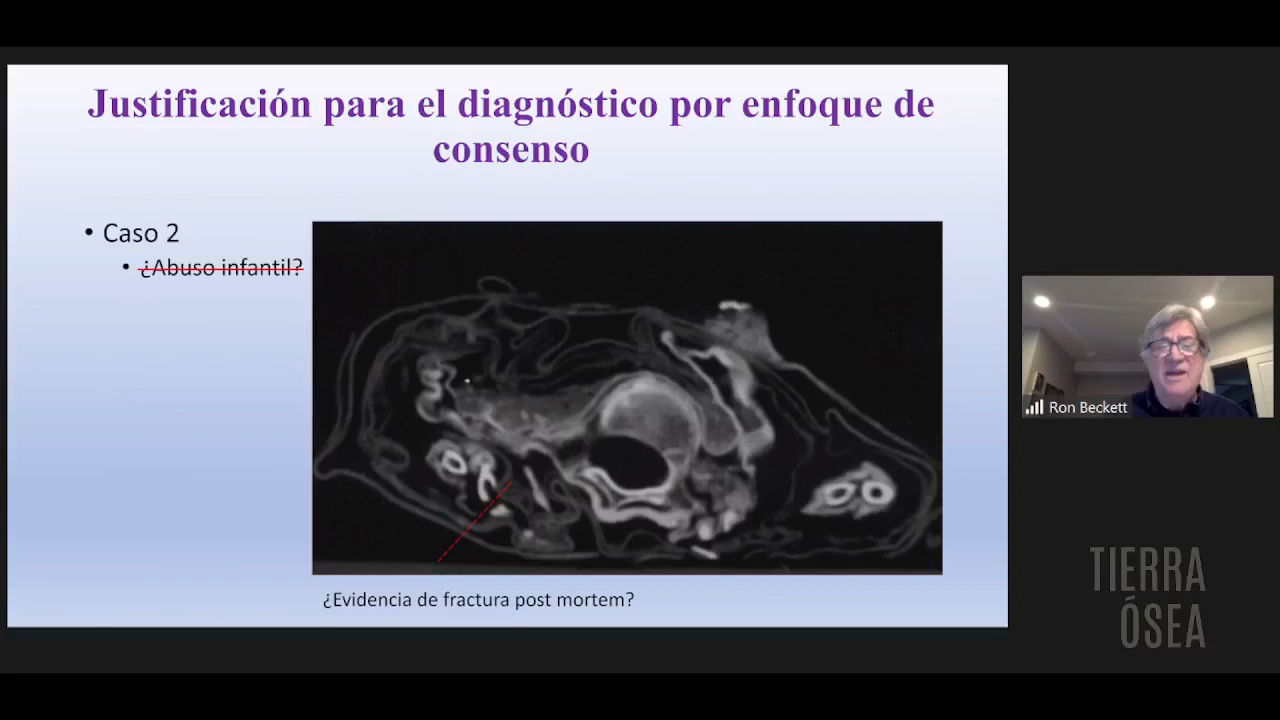 Justificación para el diagnóstico por enfoque de
consenso
• Caso 2
• ¿Abuso infantil?
¿Evidencia de fractura post mortem?
Ron Beckett
TIERRA
ÓSEA